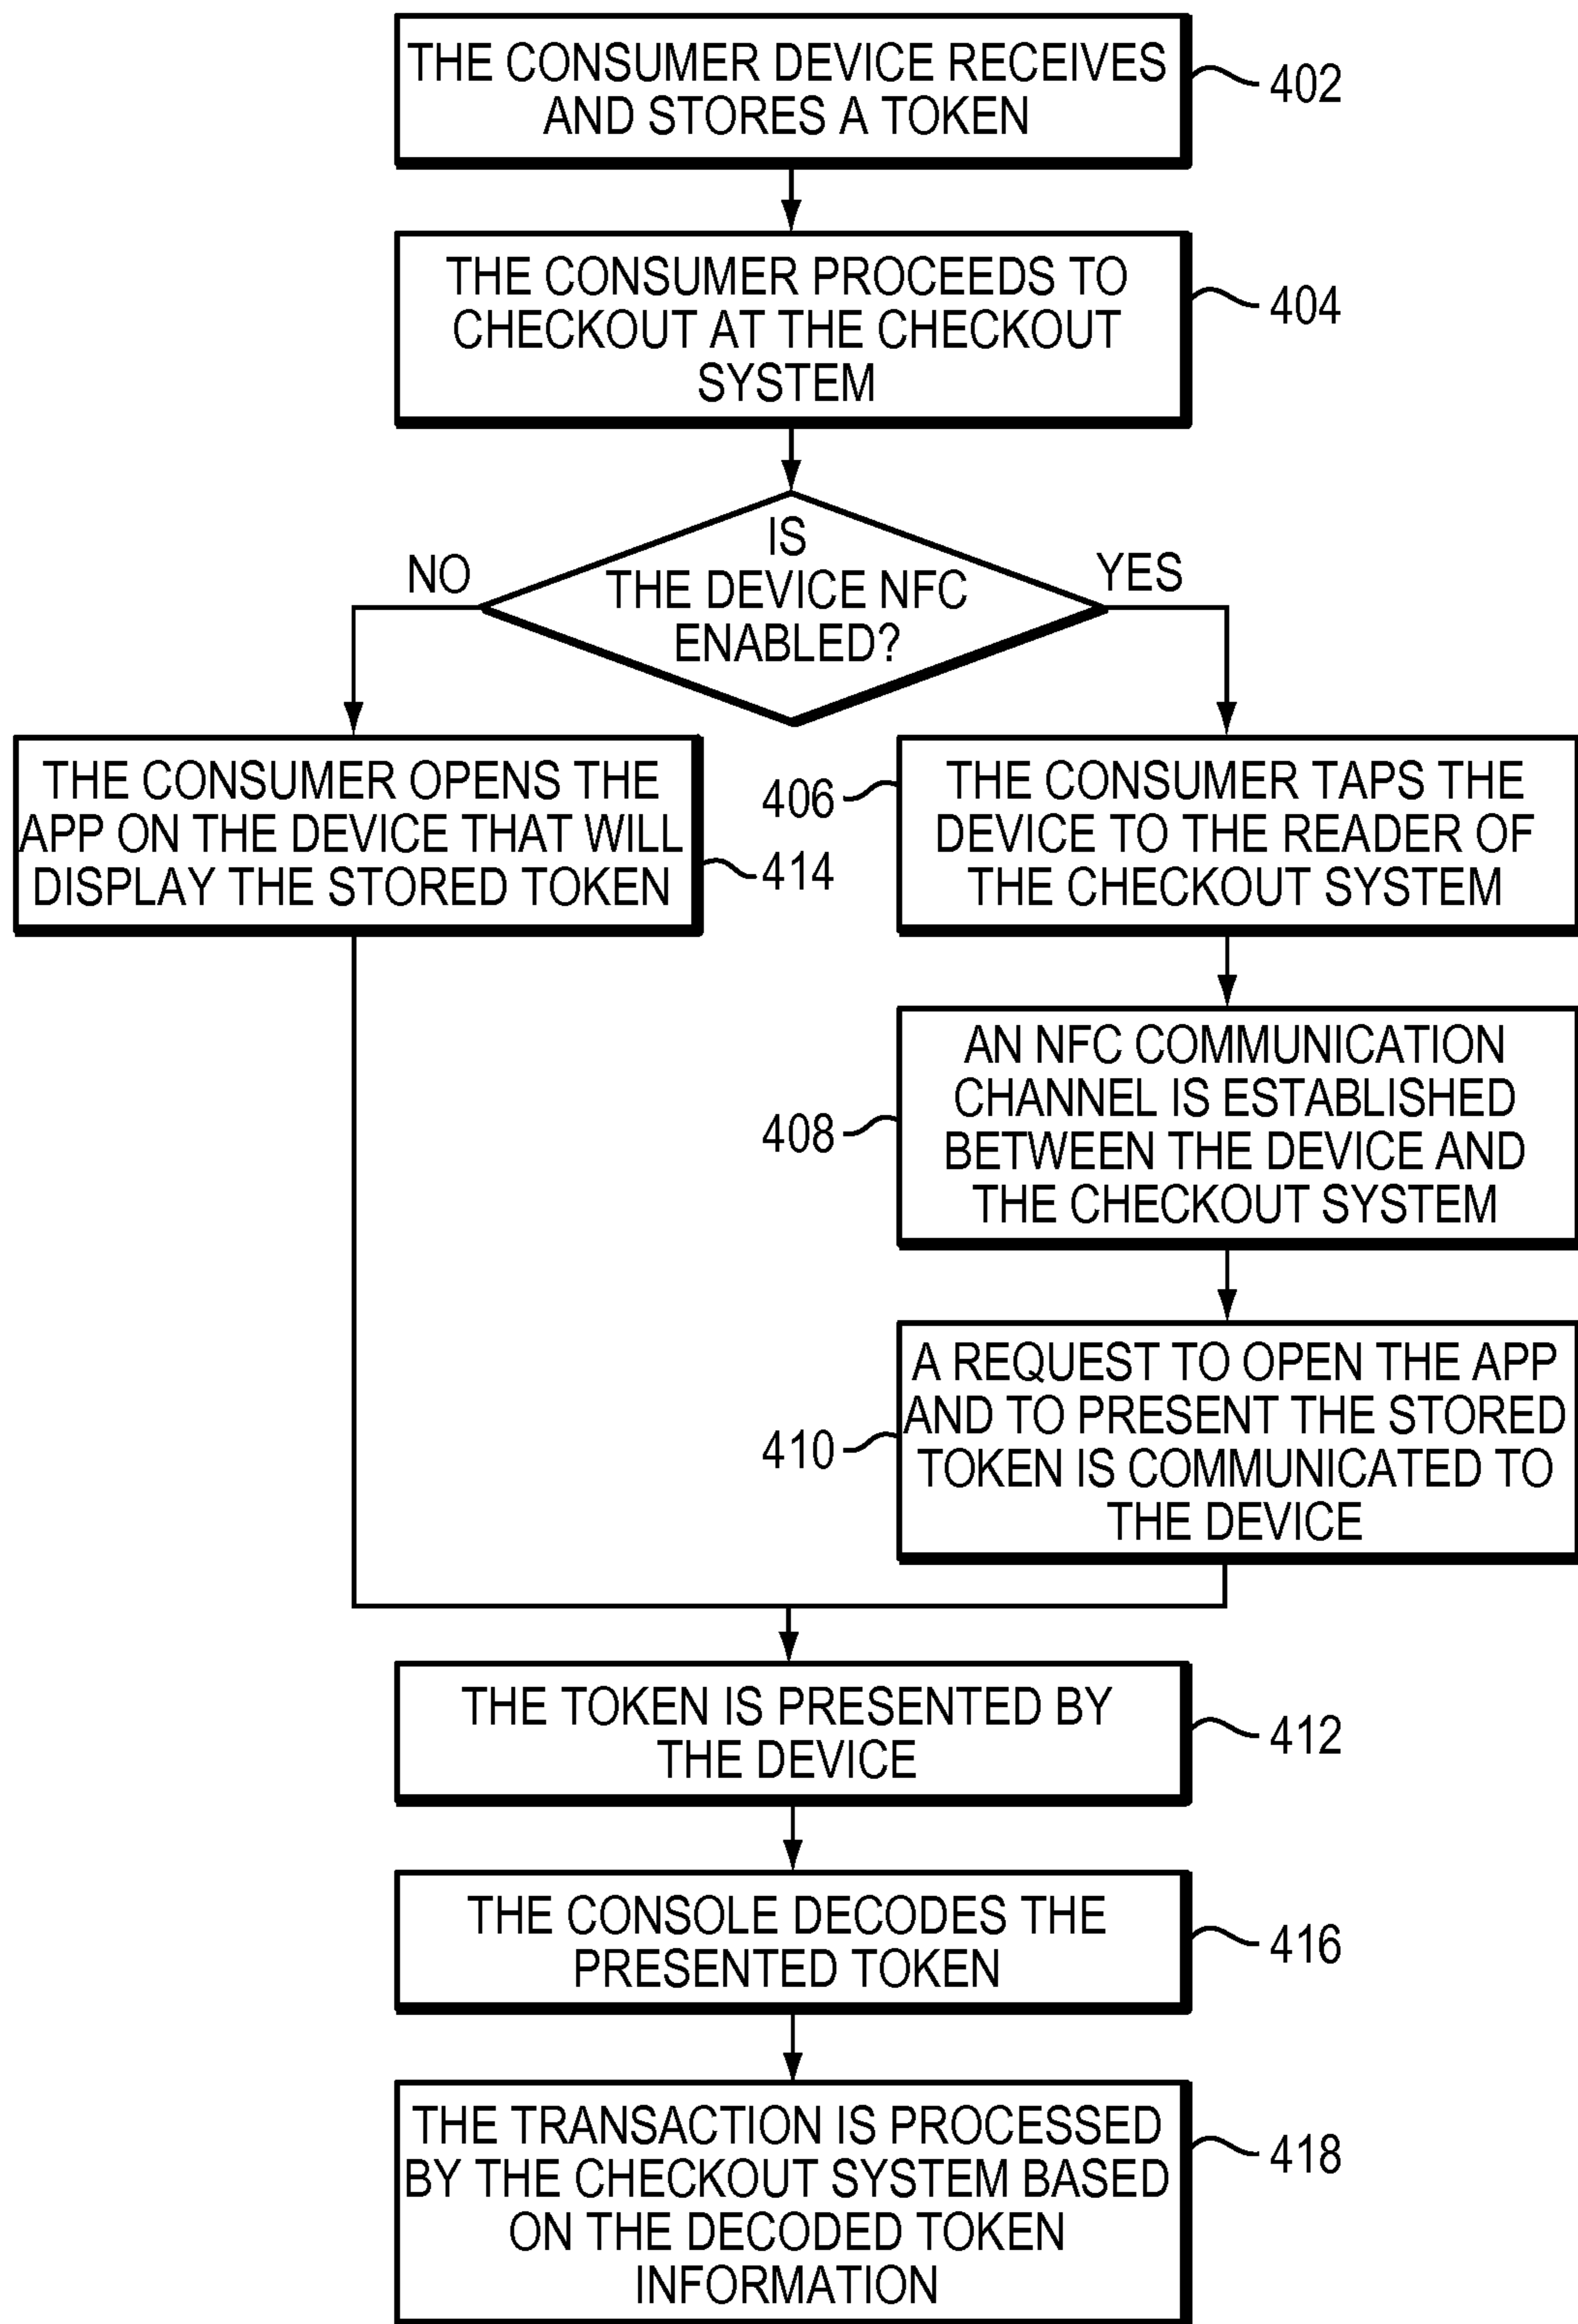 THE CONSUMER DEVICE RECEIVES
AND STORES A TOKEN
402
THE CONSUMER PROCEEDS TO
CHECKOUT AT THE CHECKOUT
SYSTEM
404
IS
THE DEVICE NFC
ENABLED?
NO
YES
THE CONSUMER OPENS THE
APP ON THE DEVICE THAT WILL
DISPLAY THE STORED TOKEN
414
406
THE CONSUMER TAPS THE
DEVICE TO THE READER OF
THE CHECKOUT SYSTEM
408
AN NFC COMMUNICATION
CHANNEL IS ESTABLISHED
BETWEEN THE DEVICE AND
THE CHECKOUT SYSTEM
410
A REQUEST TO OPEN THE APP
AND TO PRESENT THE STORED
TOKEN IS COMMUNICATED TO
THE DEVICE
THE TOKEN IS PRESENTED BY
THE DEVICE
412
THE CONSOLE DECODES THE
PRESENTED TOKEN
416
THE TRANSACTION IS PROCESSED
BY THE CHECKOUT SYSTEM BASED
ON THE DECODED TOKEN
INFORMATION
418